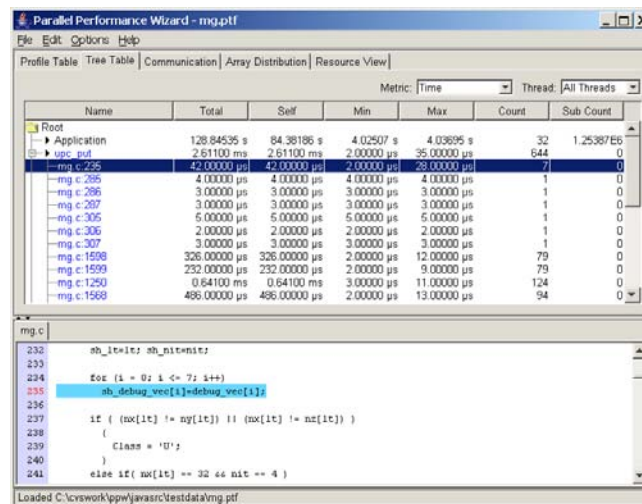 Parallel Performance Wizard - mg.ptf
File Edit Options Help
Profile Table Tree Table Communication Array Distribution Resource View
Metric: Time Thread: All Threads
Name Total Self Min Max Count Sub Count
Root
Application 128.84535 s 84.38186 s 4.02507 s 4.03695 s 32 1.25387E6
upc_put 2.61100 ms 2.61100 ms 2.00000 µs 35.00000 µs 644 0
mg.c:235 42.00000 µs 42.00000 µs 2.00000 µs 28.00000 µs 7 0
mg.c:285 4.00000 µs 4.00000 µs 4.00000 µs 4.00000 µs 1 0
mg.c:286 3.00000 µs 3.00000 µs 3.00000 µs 3.00000 µs 1 0
mg.c:287 3.00000 µs 3.00000 µs 3.00000 µs 3.00000 µs 1 0
mg.c:305 5.00000 µs 5.00000 µs 5.00000 µs 5.00000 µs 1 0
mg.c:306 2.00000 µs 2.00000 µs 2.00000 µs 2.00000 µs 1 0
mg.c:307 3.00000 µs 3.00000 µs 3.00000 µs 3.00000 µs 1 0
mg.c:1598 326.00000 µs 326.00000 µs 2.00000 µs 12.00000 µs 79 0
mg.c:1599 232.00000 µs 232.00000 µs 2.00000 µs 9.00000 µs 79 0
mg.c:1250 0.64100 ms 0.64100 ms 3.00000 µs 11.00000 µs 124 0
mg.c:1568 486.00000 µs 486.00000 µs 2.00000 µs 13.00000 µs 94 0
mg.c
232 sh_lt=lt; sh_nit=nit;
233
234 for (i = 0; i <= 7; i++)
235 sh_debug_vec[i]=debug_vec[i];
236
237 if ( (nx[lt] != ny[lt]) || (nx[lt] != nz[lt]) )
238 {
239 Class = 'U';
240 }
241 else if( nx[lt] == 32 && nit == 4 )
Loaded C:\cvswork\ppw\javasrc\testdata\mg.ptf